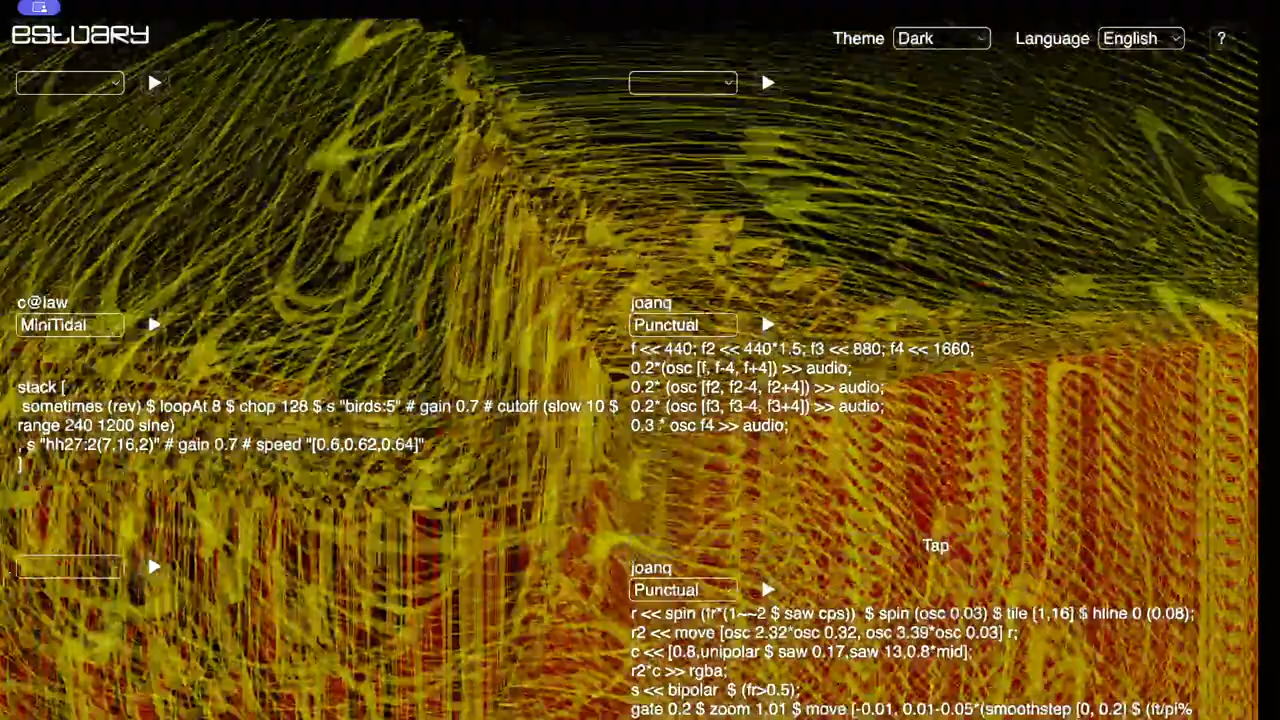 estuary
Theme Dark Language English ?
c@law
MiniTidal
stack [
sometimes (rev) $ loopAt 8 $ chop 128 $ s "birds:5" # gain 0.7 # cutoff (slow 10 $
range 240 1200 sine)
, s "hh27:2(7,16,2)" # gain 0.7 # speed "[0.6,0.62,0.64]"
]
joanq
Punctual
f << 440; f2 << 440*1.5; f3 << 880; f4 << 1660;
0.2*(osc [f, f-4, f+4]) >> audio;
0.2* (osc [f2, f2-4, f2+4]) >> audio;
0.2* (osc [f3, f3-4, f3+4]) >> audio;
0.3 * osc f4 >> audio;
Tap
joanq
Punctual
r << spin (fr*(1~~2 $ saw cps)) $ spin (osc 0.03) $ tile [1,16] $ hline 0 (0.08);
r2 << move [osc 2.32*osc 0.32, osc 3.39*osc 0.03] r;
c << [0.8,unipolar $ saw 0.17,saw 13,0.8*mid];
r2*c >> rgba;
s << bipolar $ (fr>0.5);
gate 0.2 $ zoom 1.01 $ move [-0.01, 0.01-0.05*(smoothstep [0, 0.2] $ (ft/pi%